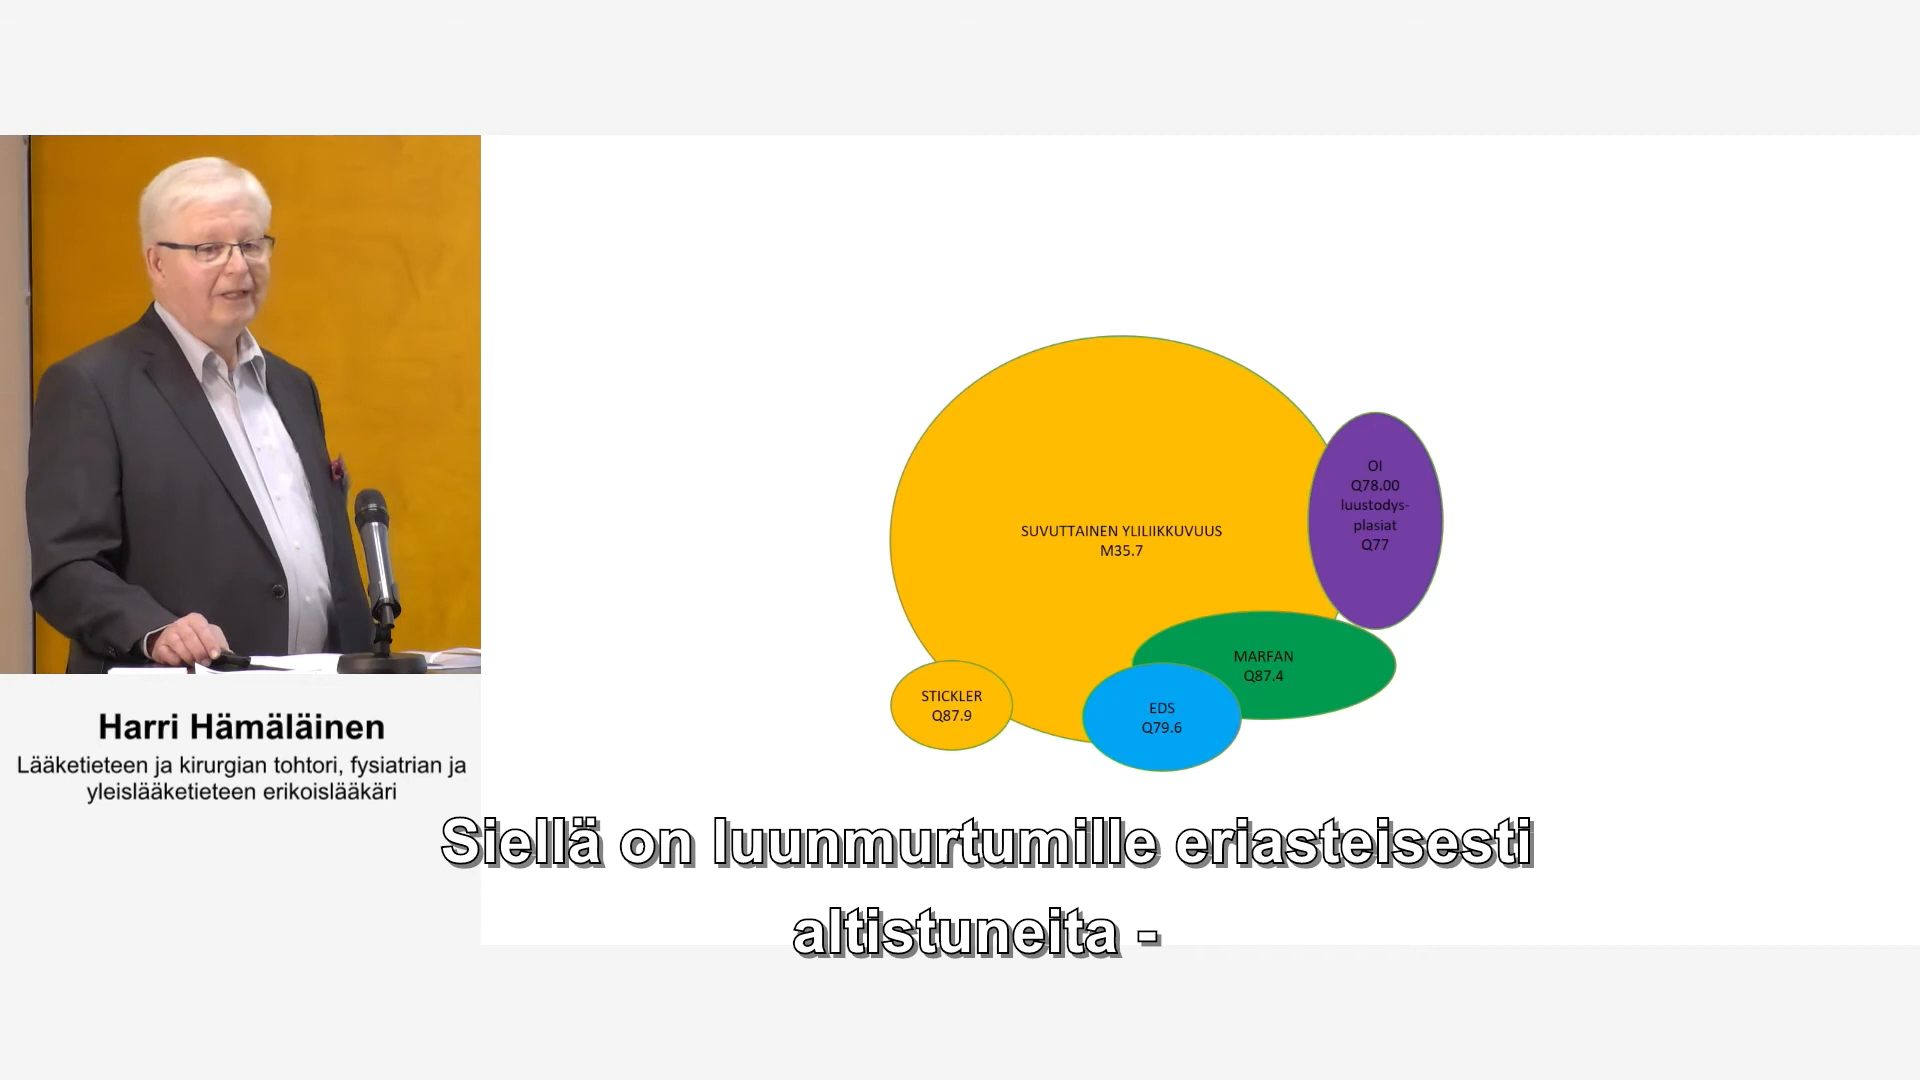 OI
Q78.00
luustodys-
plasiat
Q77
SUVUTTAINEN YLILIIKKUVUUS
M35.7
MARFAN
Q87.4
STICKLER
Q87.9
EDS
Q79.6
Harri Hämäläinen
Lääketieteen ja kirurgian tohtori, fysiatrian ja
yleislääketieteen erikoislääkäri
Siellä on luunmurtumille eriasteisesti
altistuneita -